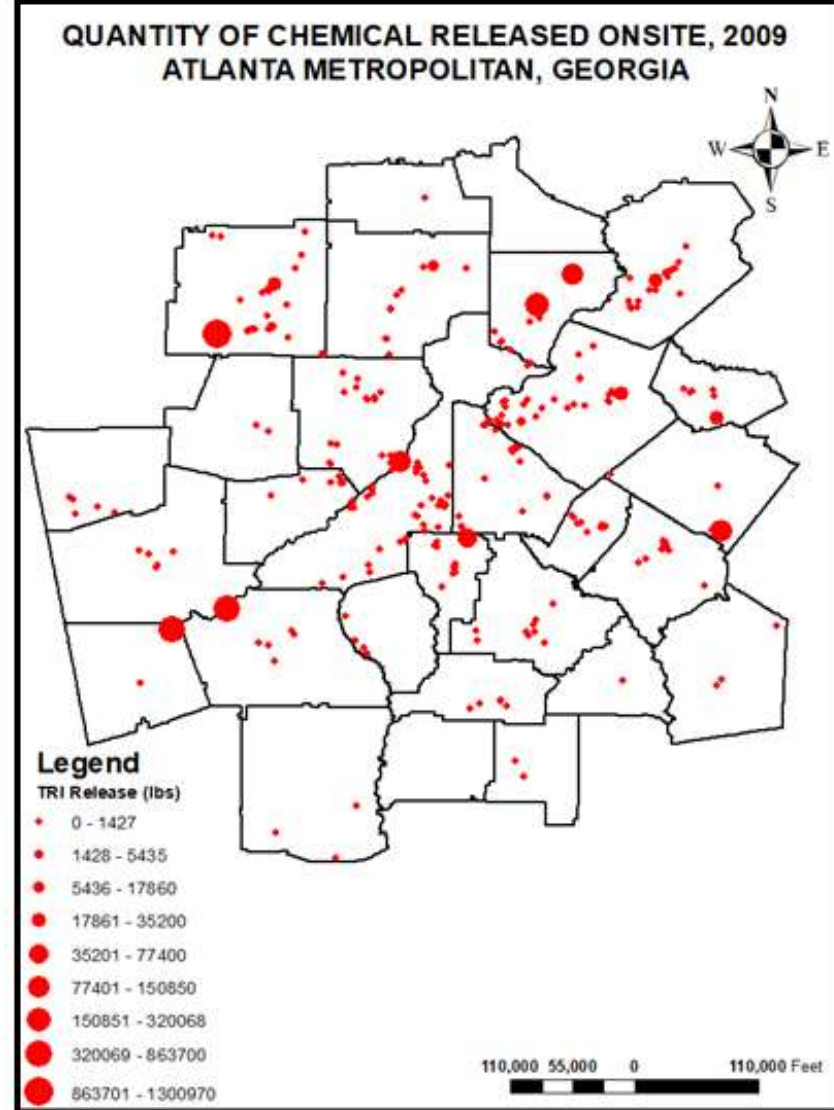 QUANTITY OF CHEMICAL RELEASED ONSITE, 2009
ATLANTA METROPOLITAN, GEORGIA
N
W E
S
Legend
TRI Release (lbs)
0 - 1427
1428 - 5435
5436 - 17860
17861 - 35200
35201 - 77400
77401 - 150850
150851 - 320068
320069 - 863700
863701 - 1300970
110,000 55,000 0 110,000 Feet